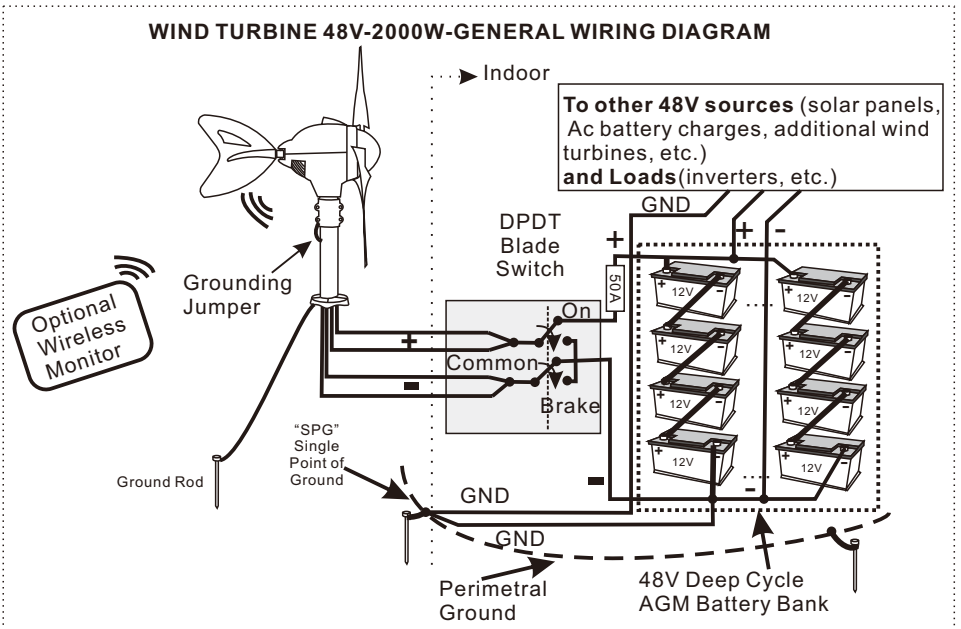 WIND TURBINE 48V-2000W-GENERAL WIRING DIAGRAM
Indoor
To other 48V sources (solar panels,
Ac battery charges, additional wind
turbines, etc.)
and Loads(inverters, etc.)
GND
+
-
DPDT
Blade
Switch
+
50A
Grounding
Jumper
Optional
Wireless
Monitor
On
Common
Brake
+
-
+ 12V -
+ 12V -
+ 12V -
+ 12V -
+ 12V -
+ 12V -
+ 12V -
+ 12V -
-
-
"SPG"
Single
Point of
Ground
Ground Rod
GND
GND
Perimetral
Ground
48V Deep Cycle
AGM Battery Bank